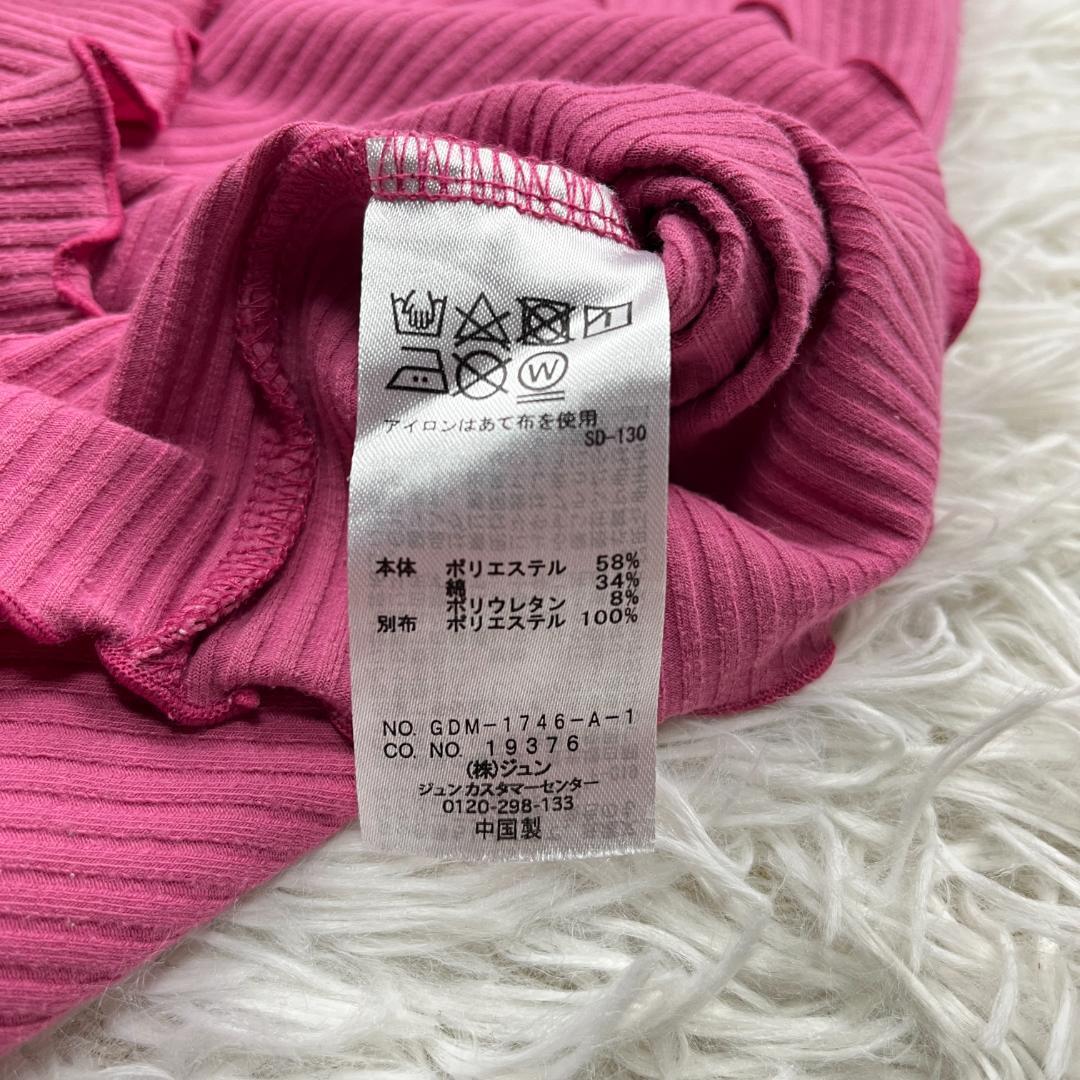 W
アイロンはあて布を使用
SD-130
本体 ポリエステル 58%
綿 34%
ポリウレタン 8%
別布 ポリエステル 100%
NO. GDM-1746-A-1
CO. NO. 19376
(株)ジュン
ジュンカスタマーセンター
0120-298-133
中国製